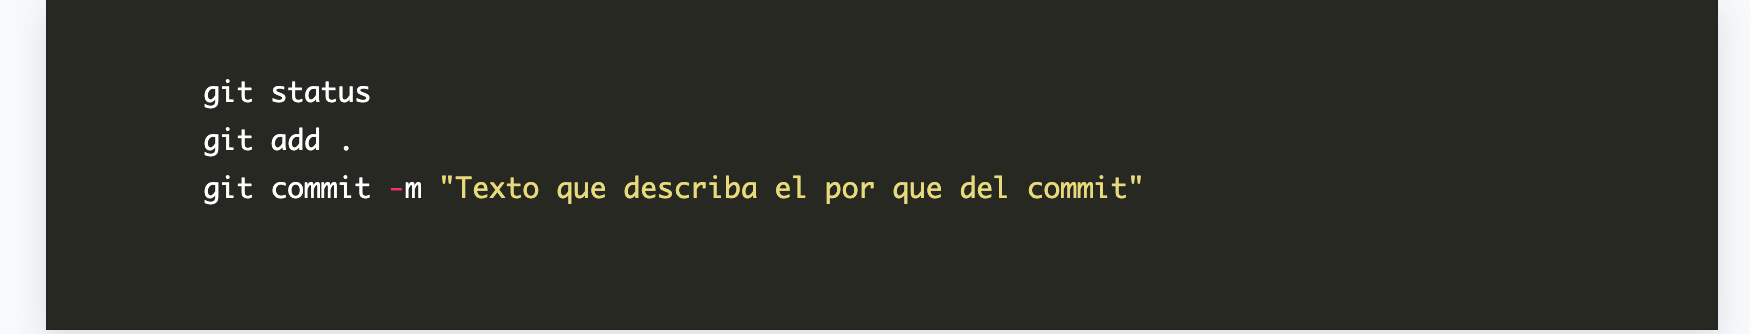 git status
git add .
git commit -m "Texto que describa el por que del commit"